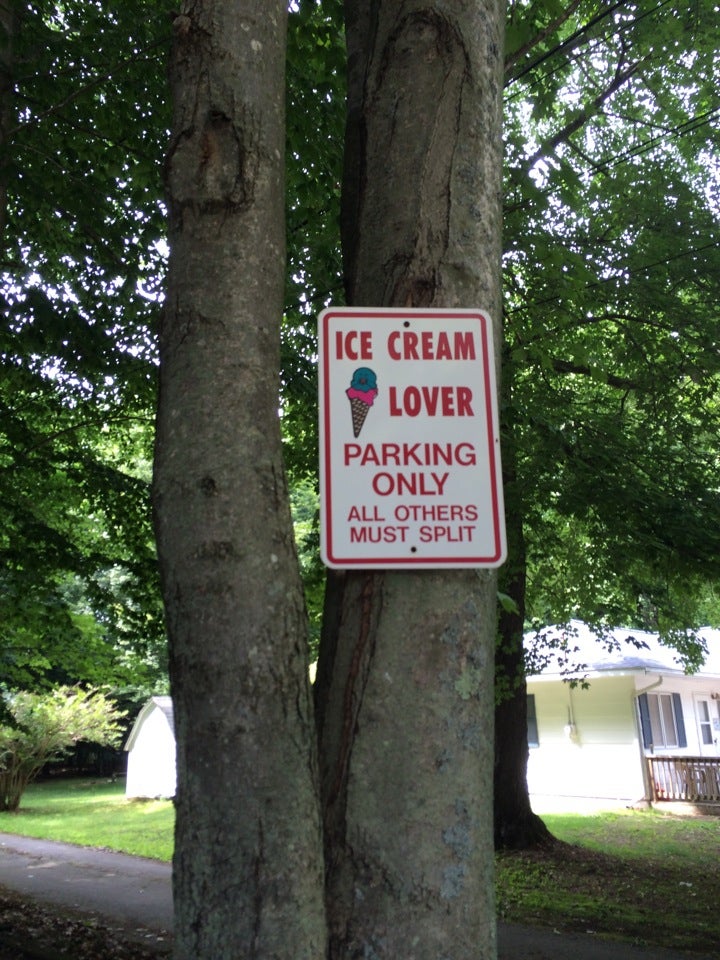 ICE CREAM
LOVER
PARKING
ONLY
ALL OTHERS
MUST SPLIT